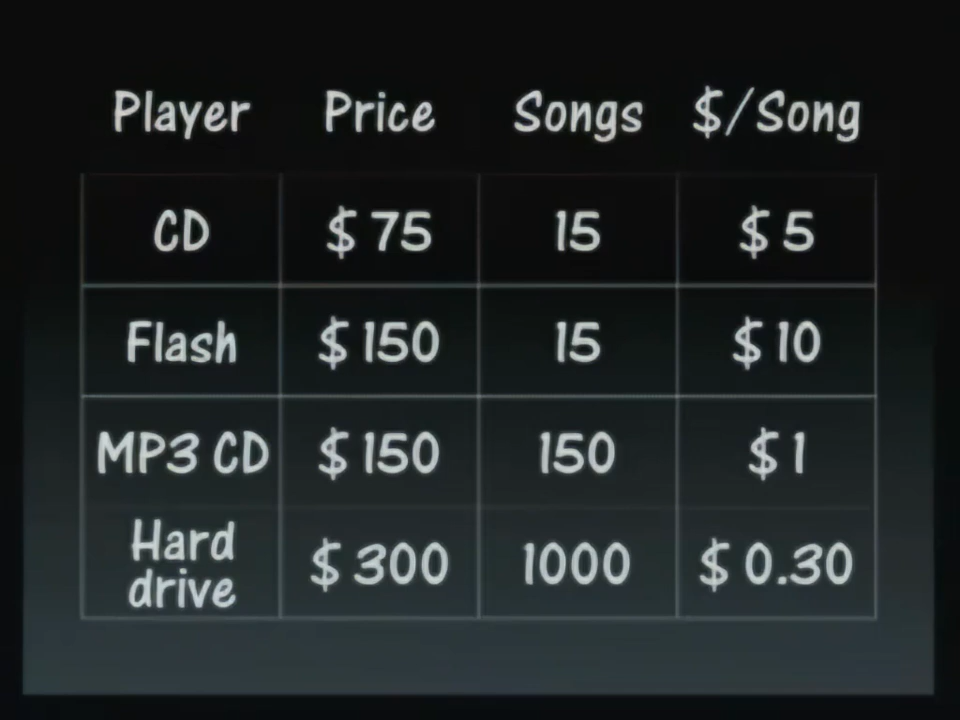 Player Price Songs $/Song
CD $75 15 $5
Flash $150 15 $10
MP3 CD $150 150 $1
Hard drive $300 1000 $0.30